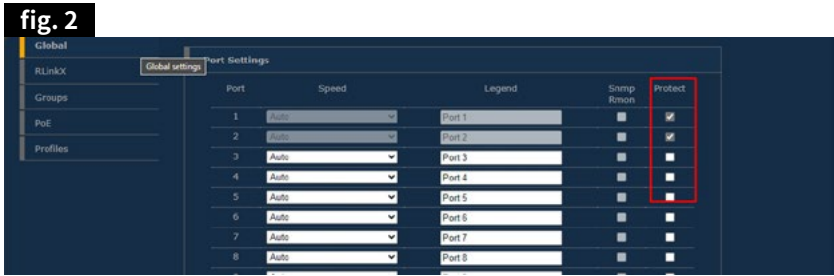 fig. 2
Global
Global settings
Port Settings
RLinkX
Groups
PoE
Profiles
Port Speed Legend Snmp Rmon Protect
1 Auto Port 1
2 Auto Port 2
3 Auto Port 3
4 Auto Port 4
5 Auto Port 5
6 Auto Port 6
7 Auto Port 7
8 Auto Port 8